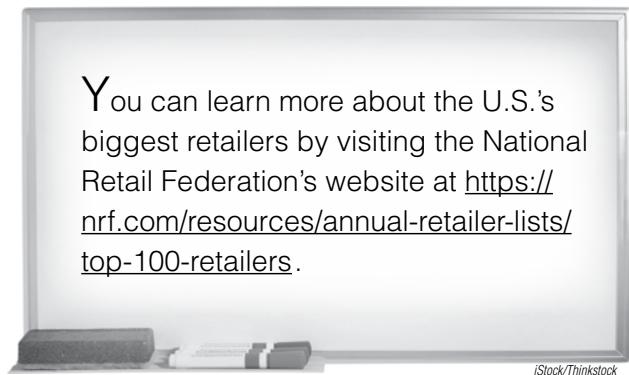 You can learn more about the U.S.’s
biggest retailers by visiting the National
Retail Federation’s website at https://
nrf.com/resources/annual-retailer-lists/
top-100-retailers.
iStock/Thinkstock